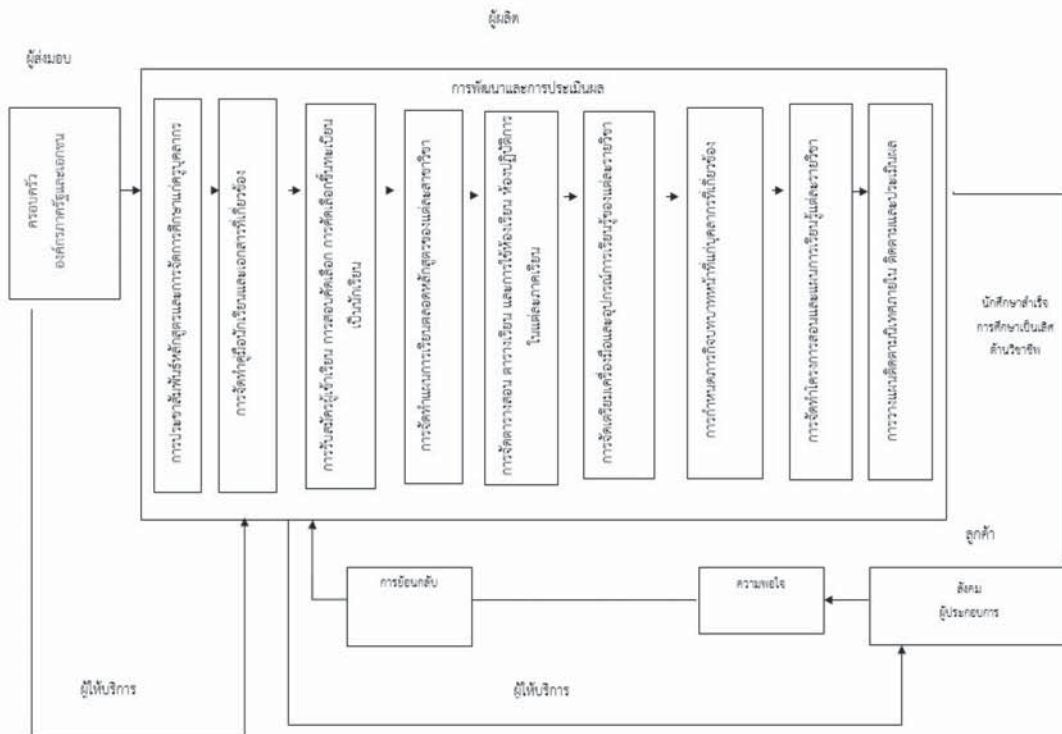 ผู้ผลิต
ผู้ส่งมอบ
การพัฒนาและการประเมินผล
ครอบครัว
องค์กรภาครัฐและเอกชน
การประชาสัมพันธ์หลักสูตรและการจัดการศึกษาแก่ครูบุคลากร
การจัดทำคู่มือนักเรียนและเอกสารที่เกี่ยวข้อง
การรับสมัครผู้เข้าเรียน การสอบคัดเลือก การคัดเลือกขึ้นทะเบียน
เป็นนักเรียน
การจัดทำแผนการเรียนตลอดหลักสูตรของแต่ละสาขาวิชา
การจัดตารางสอน ตารางเรียน และการใช้ห้องเรียน ห้องปฏิบัติการ
ในแต่ละภาคเรียน
การจัดเตรียมเครื่องมือและอุปกรณ์การเรียนรู้ของแต่ละรายวิชา
การกำหนดภารกิจบทบาทหน้าที่แก่บุคลากรที่เกี่ยวข้อง
การจัดทำโครงการสอนและแผนการเรียนรู้แต่ละรายวิชา
การวางแผนติดตามนิเทศภายใน ติดตามและประเมินผล
นักศึกษาสำเร็จ
การศึกษาเป็นเลิศ
ด้านวิชาชีพ
ลูกค้า
การย้อนกลับ
ความพอใจ
สังคม
ผู้ประกอบการ
ผู้ให้บริการ
ผู้ให้บริการ